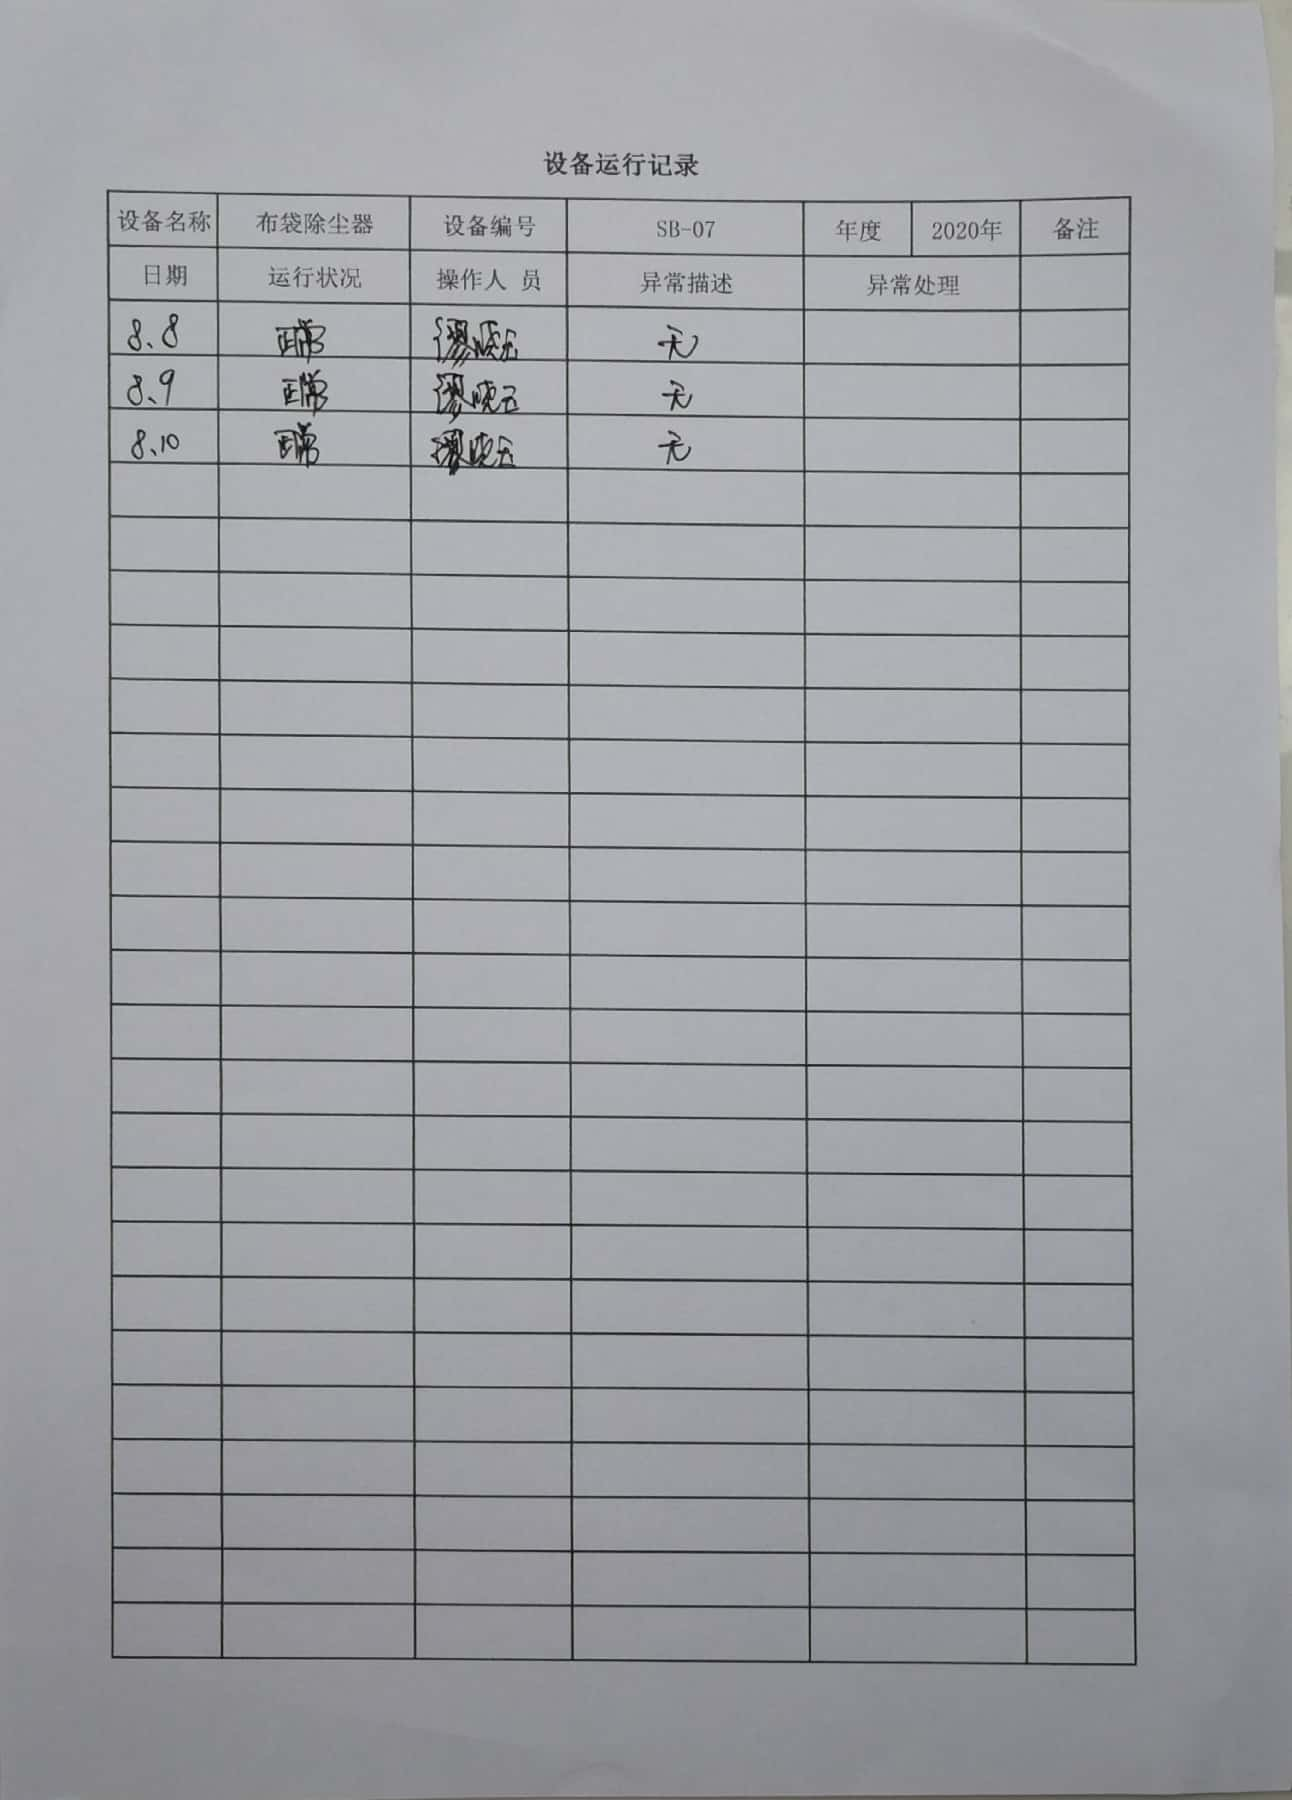 设备运行记录
设备名称 布袋除尘器 设备编号 SB-07 年度 2020年 备注
日期 运行状况 操作人 员 异常描述 异常处理
8.8 正常 无
8.9 正常 无
8.10 正常 无